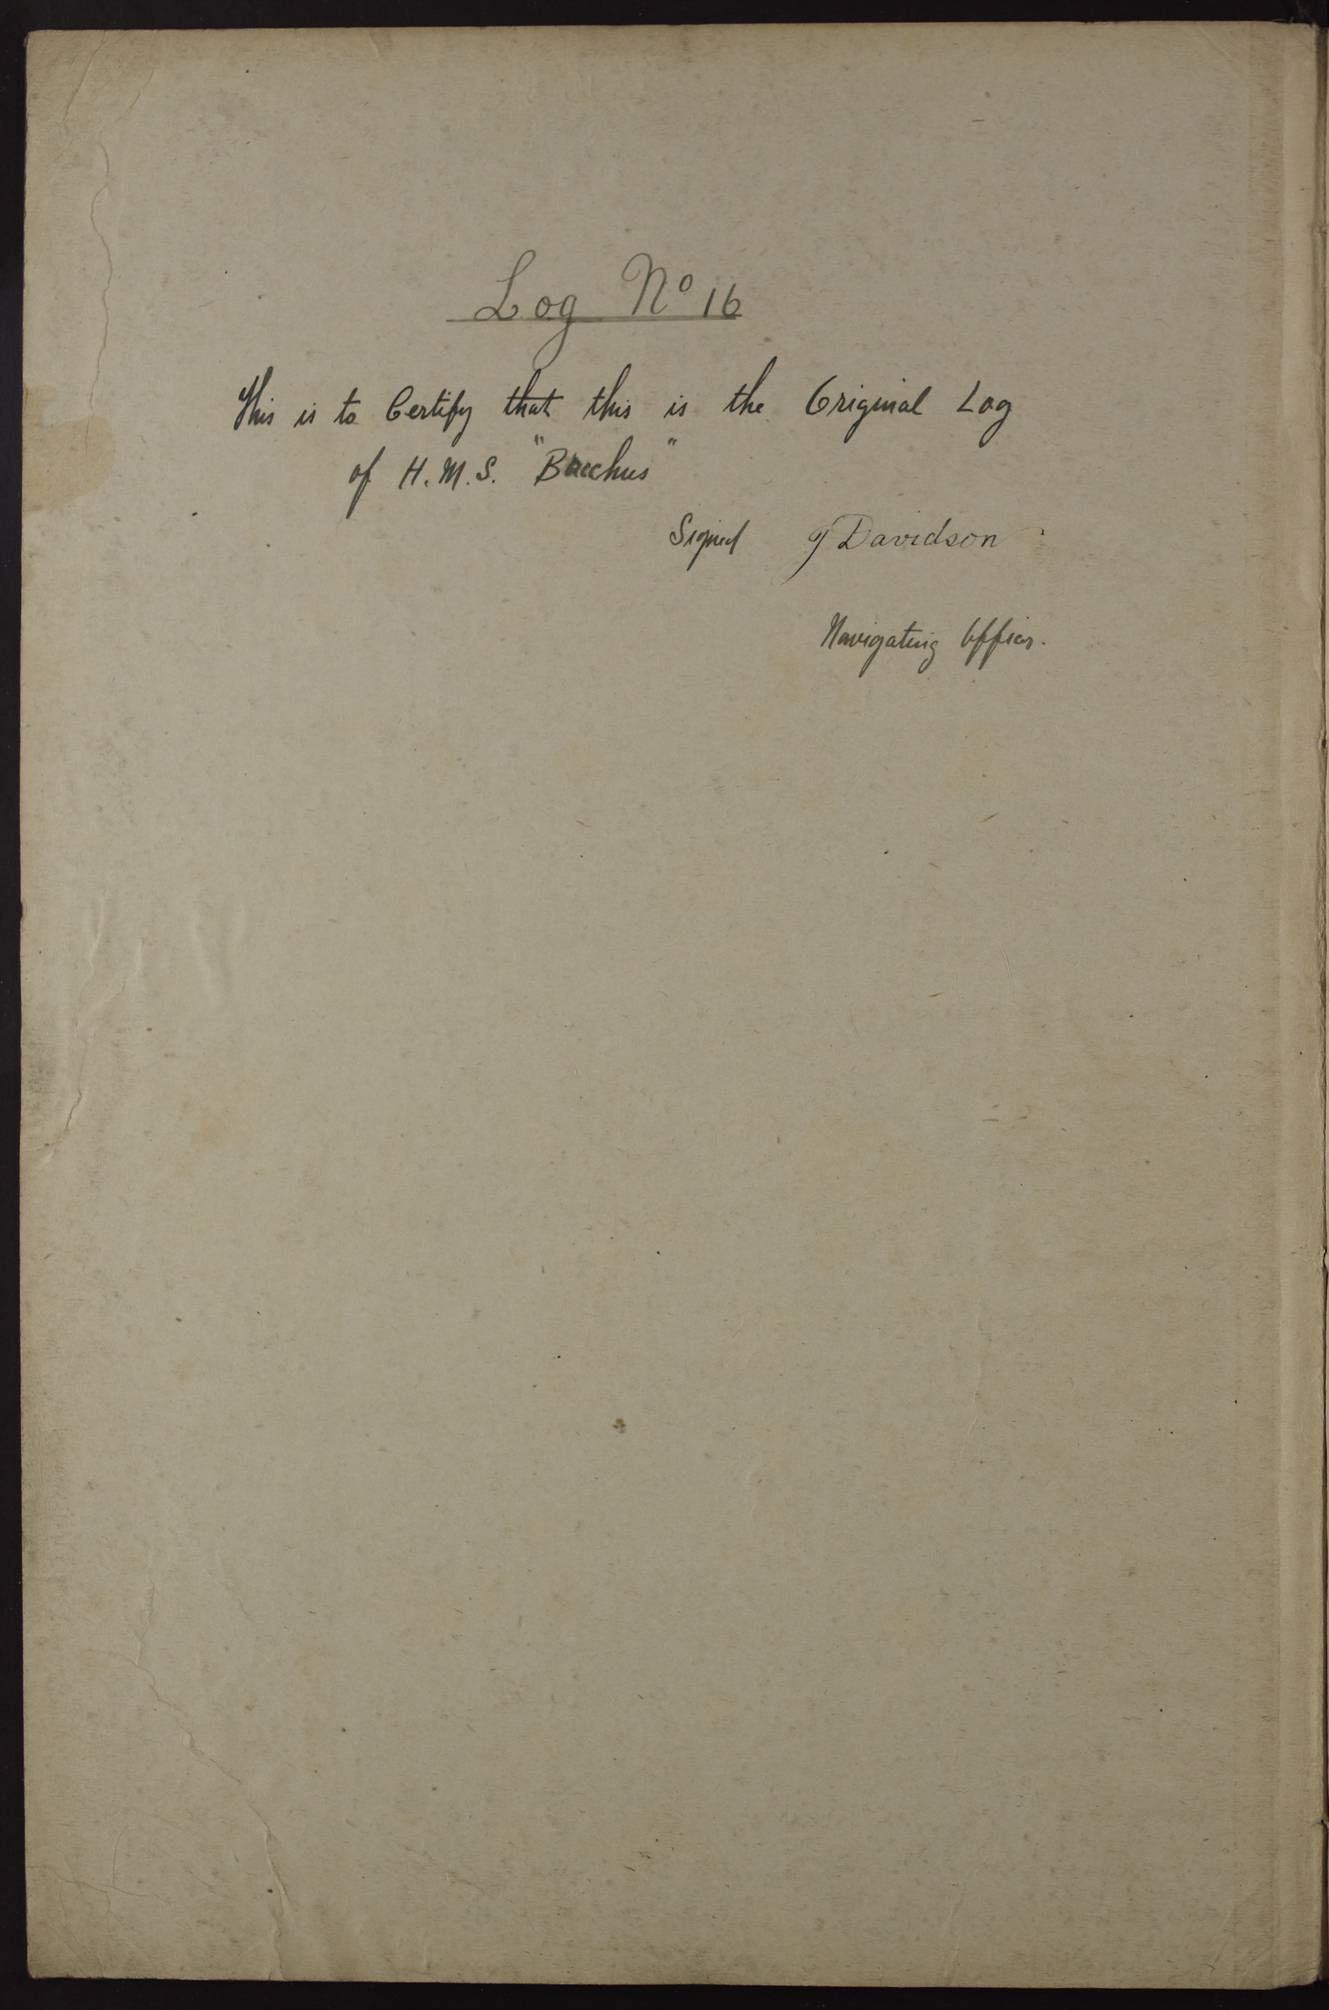 Log Nº 16
This is to Certify that this is the Original Log
of H.M.S. "Bacchus"
Signed J Davidson
Navigating Officer.